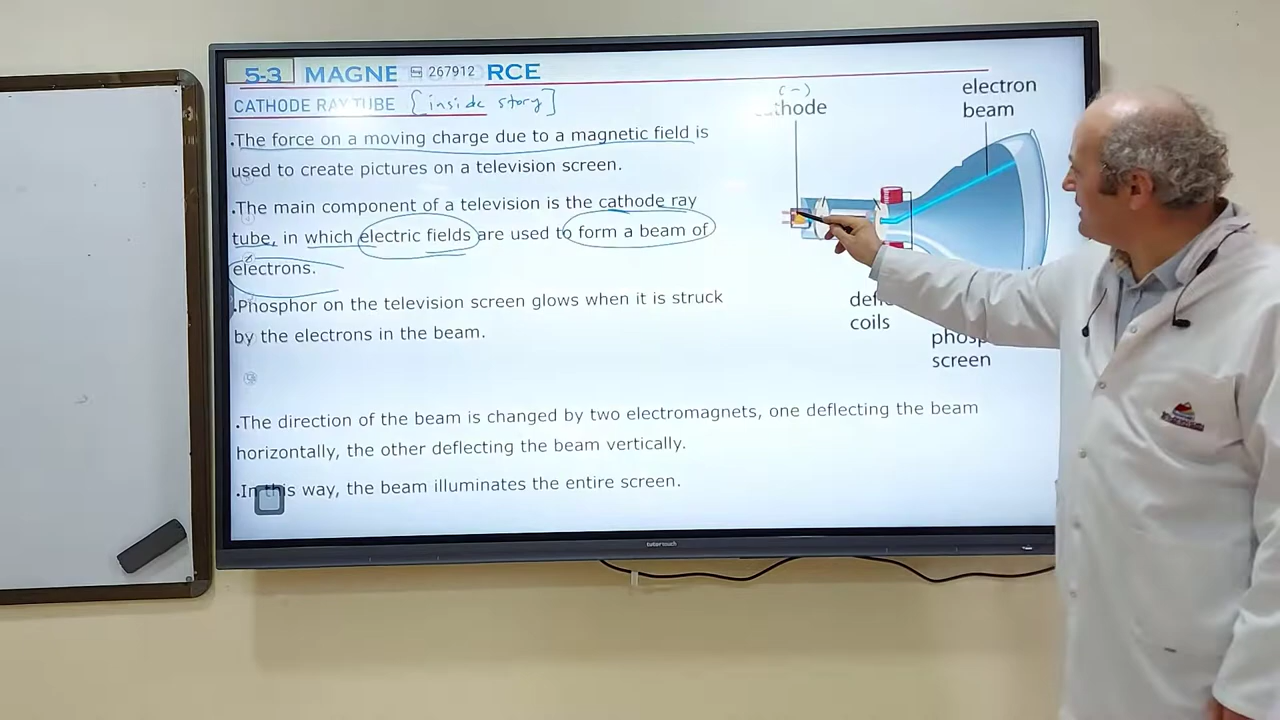 5-3 MAGNE 267912 RCE
CATHODE RAY TUBE [inside story]
.The force on a moving charge due to a magnetic field is
used to create pictures on a television screen.
.The main component of a television is the cathode ray
tube, in which electric fields are used to form a beam of
electrons.
.Phosphor on the television screen glows when it is struck
by the electrons in the beam.
.The direction of the beam is changed by two electromagnets, one deflecting the beam
horizontally, the other deflecting the beam vertically.
.In this way, the beam illuminates the entire screen.
(-)
thode
electron
beam
defl
coils
phosp
screen
tutortouch